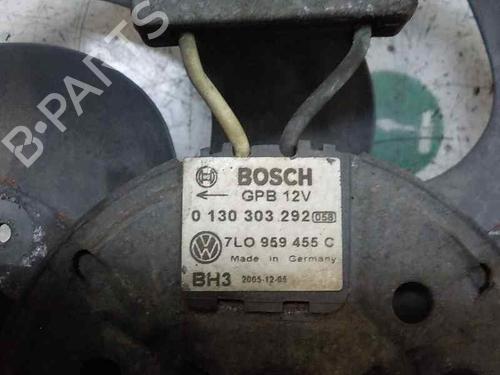 B-PARTS
BOSCH
← GPB 12V
0 130 303 292 058
7L0 959 455 C
Made in Germany
BH3 2005-12-05